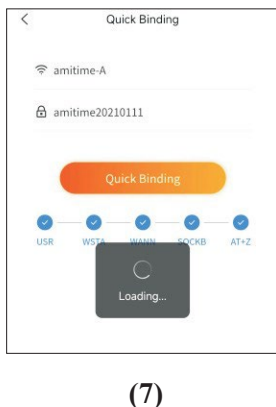 Quick Binding
amitime-A
amitime20210111
Quick Binding
USR WSTA WANN SOCKB AT+Z
Loading...
(7)